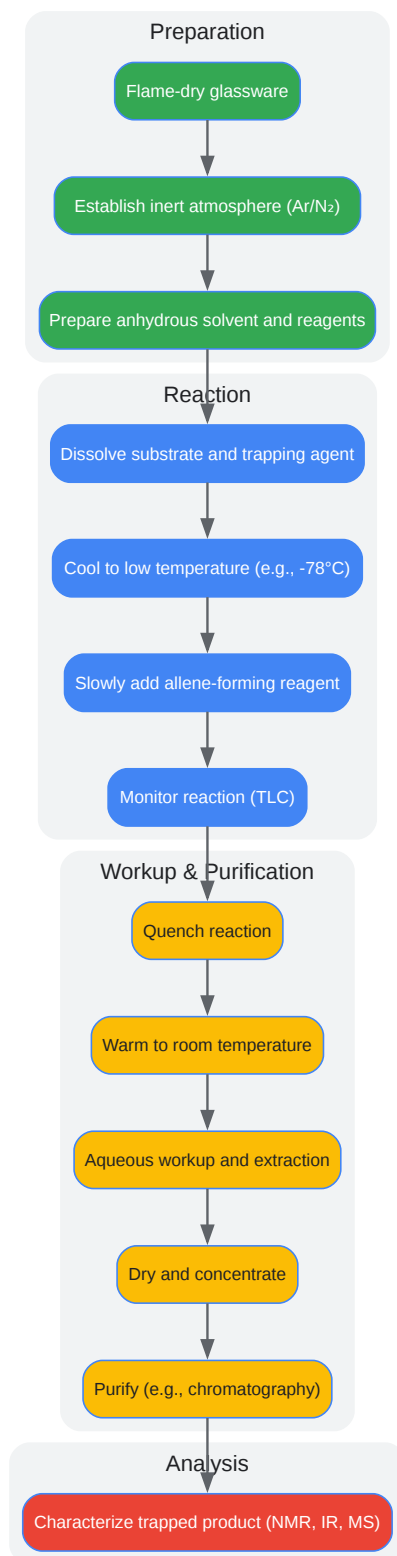 Preparation
Flame-dry glassware
Establish inert atmosphere (Ar/N₂)
Prepare anhydrous solvent and reagents
Reaction
Dissolve substrate and trapping agent
Cool to low temperature (e.g., -78°C)
Slowly add allene-forming reagent
Monitor reaction (TLC)
Workup & Purification
Quench reaction
Warm to room temperature
Aqueous workup and extraction
Dry and concentrate
Purify (e.g., chromatography)
Analysis
Characterize trapped product (NMR, IR, MS)